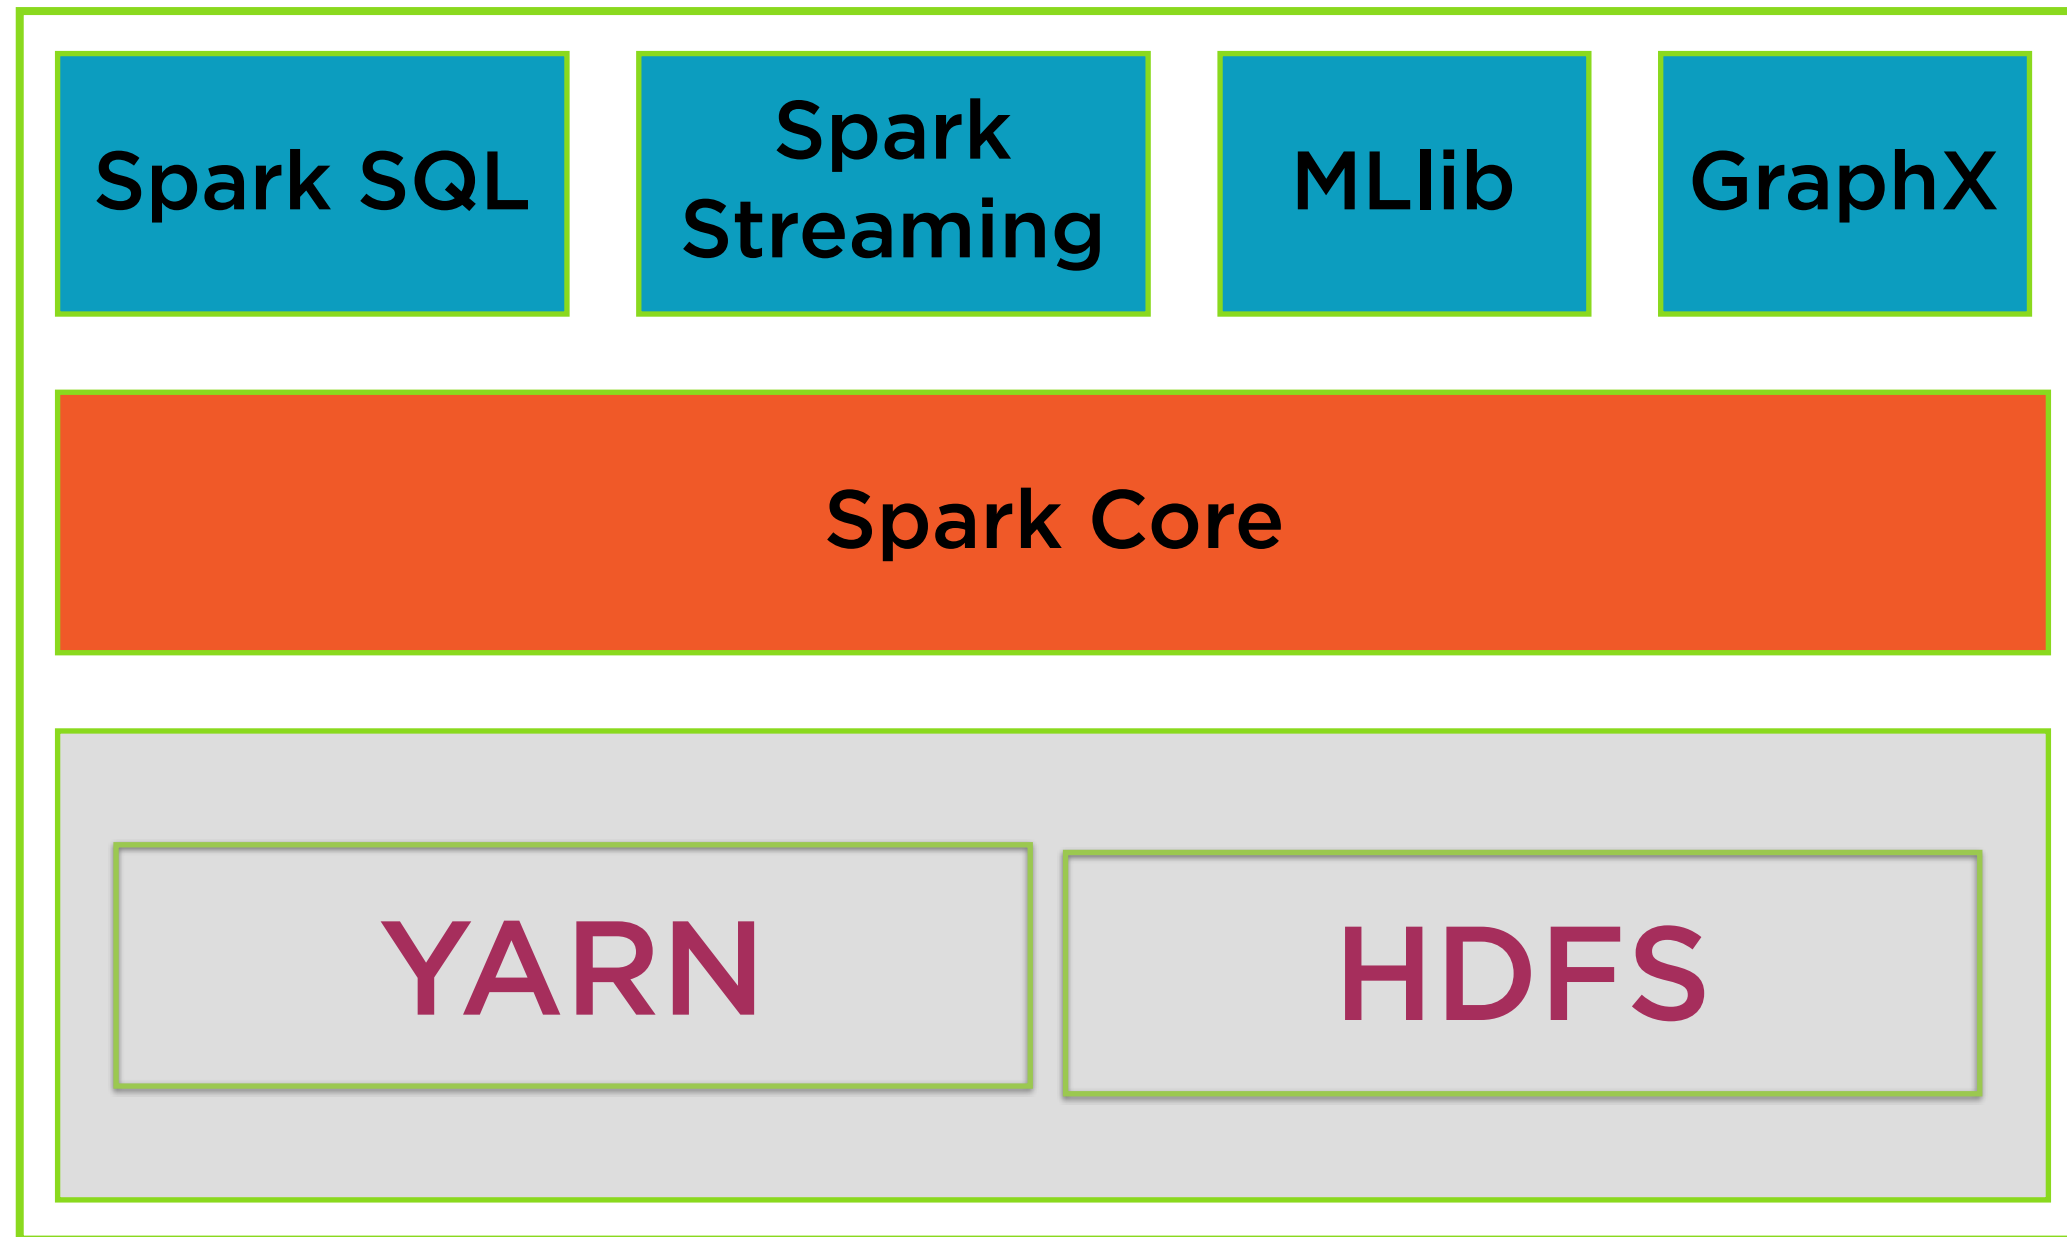 Spark SQL
Spark
Streaming
MLlib
GraphX
Spark Core
YARN
HDFS